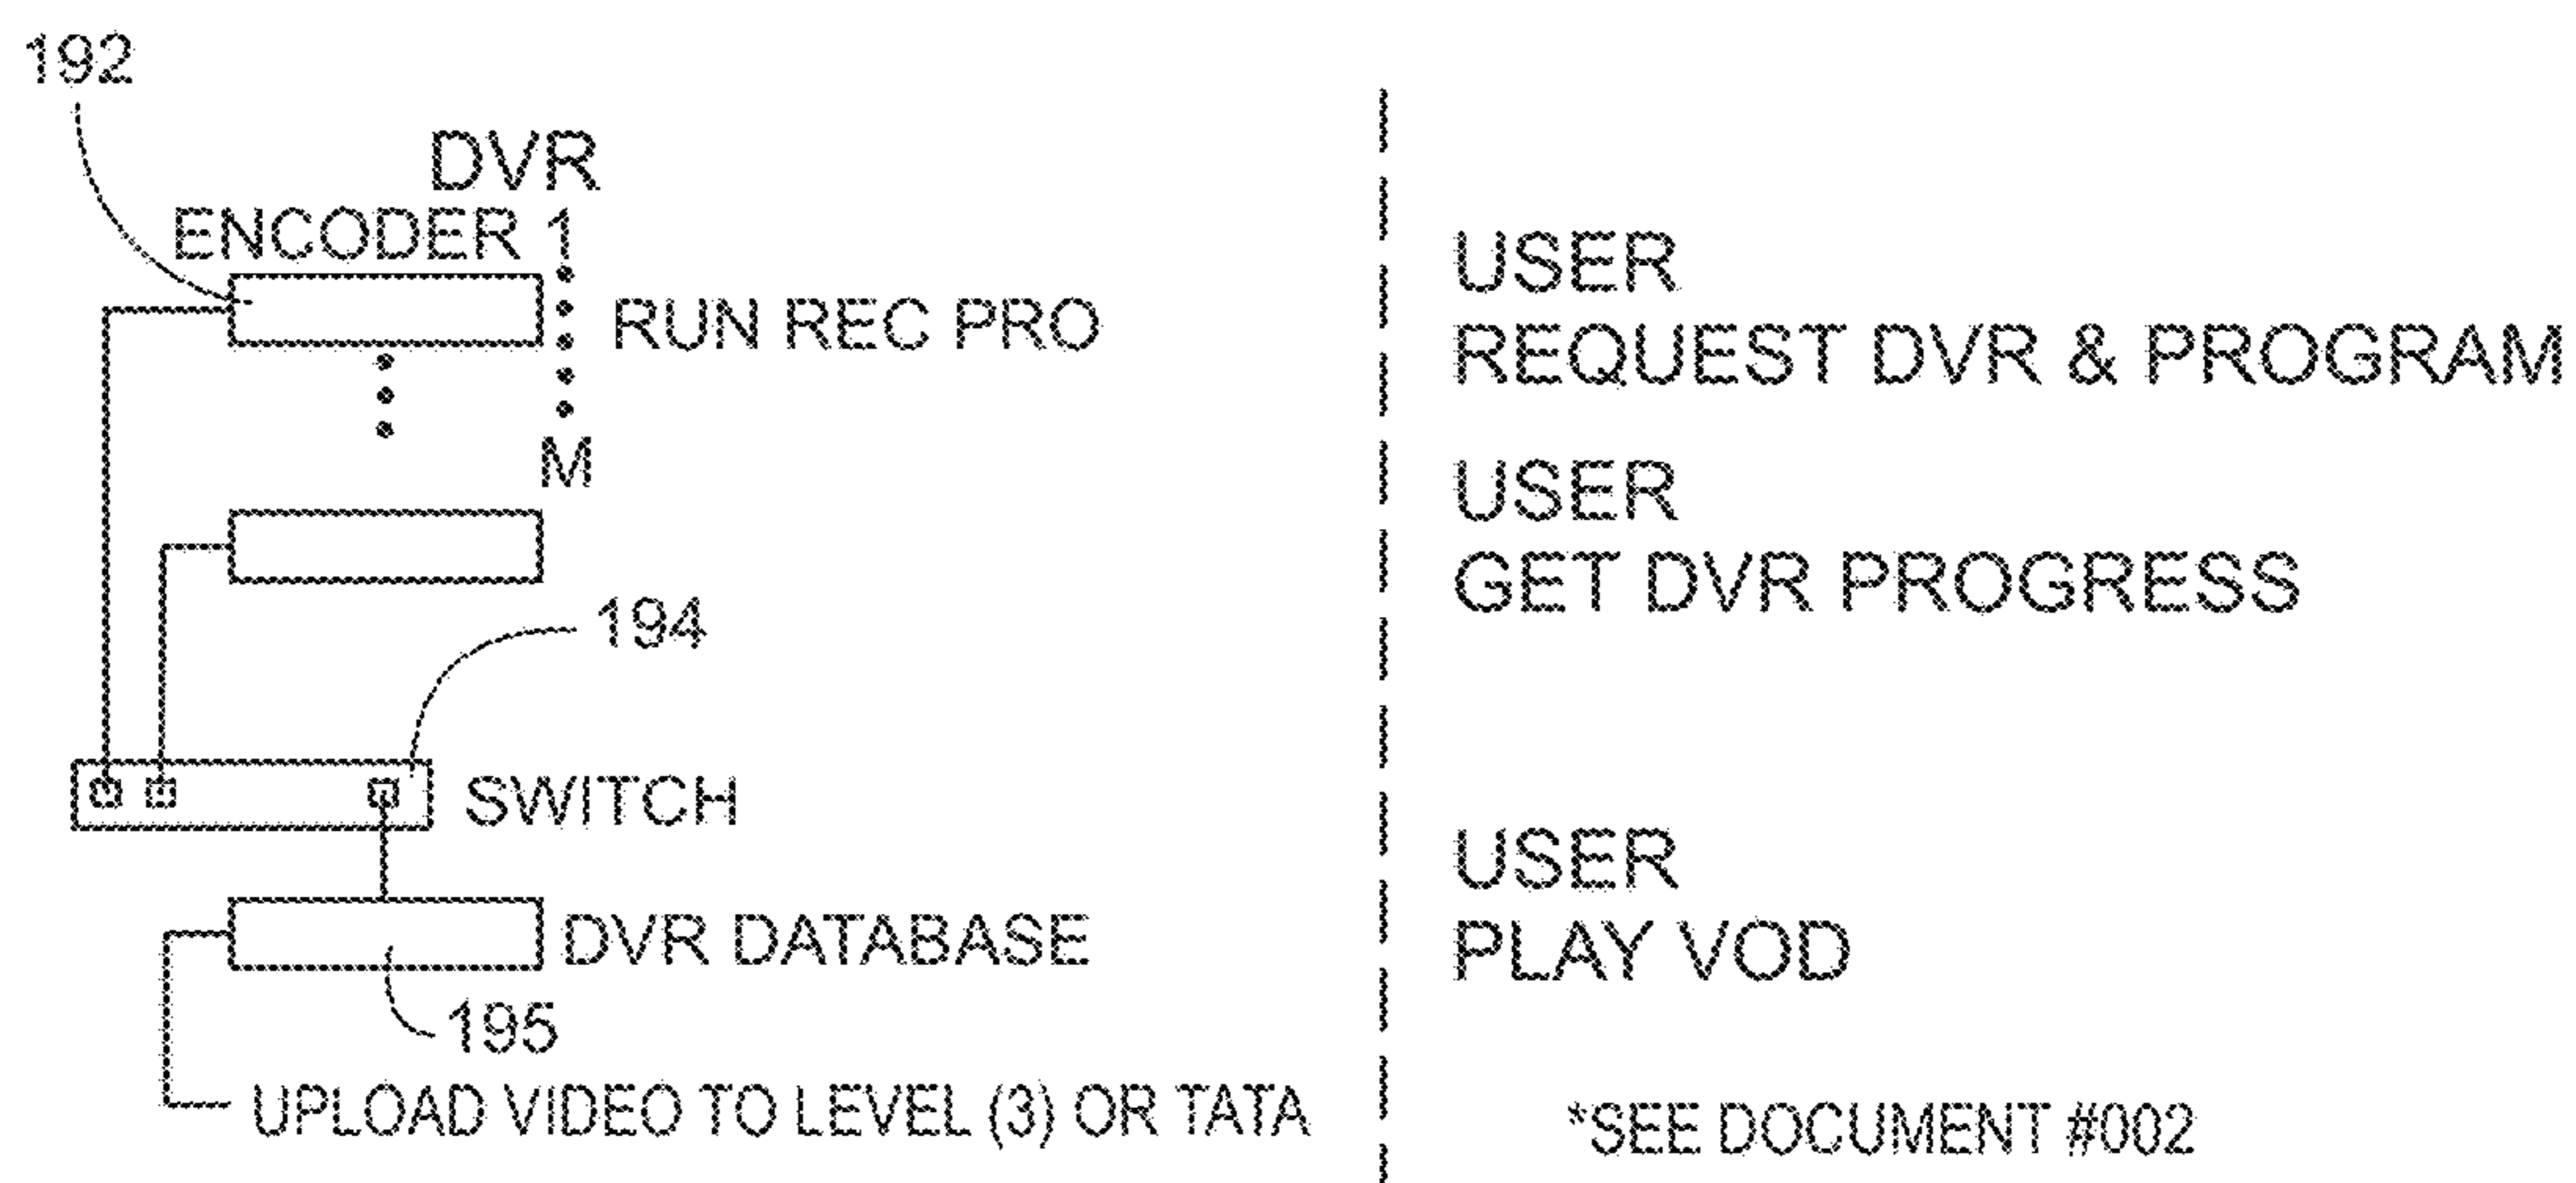 192
DVR
ENCODER 1
RUN REC PRO
M
194
SWITCH
DVR DATABASE
195
UPLOAD VIDEO TO LEVEL (3) OR TATA
USER
REQUEST DVR & PROGRAM
USER
GET DVR PROGRESS
USER
PLAY VOD
*SEE DOCUMENT #002